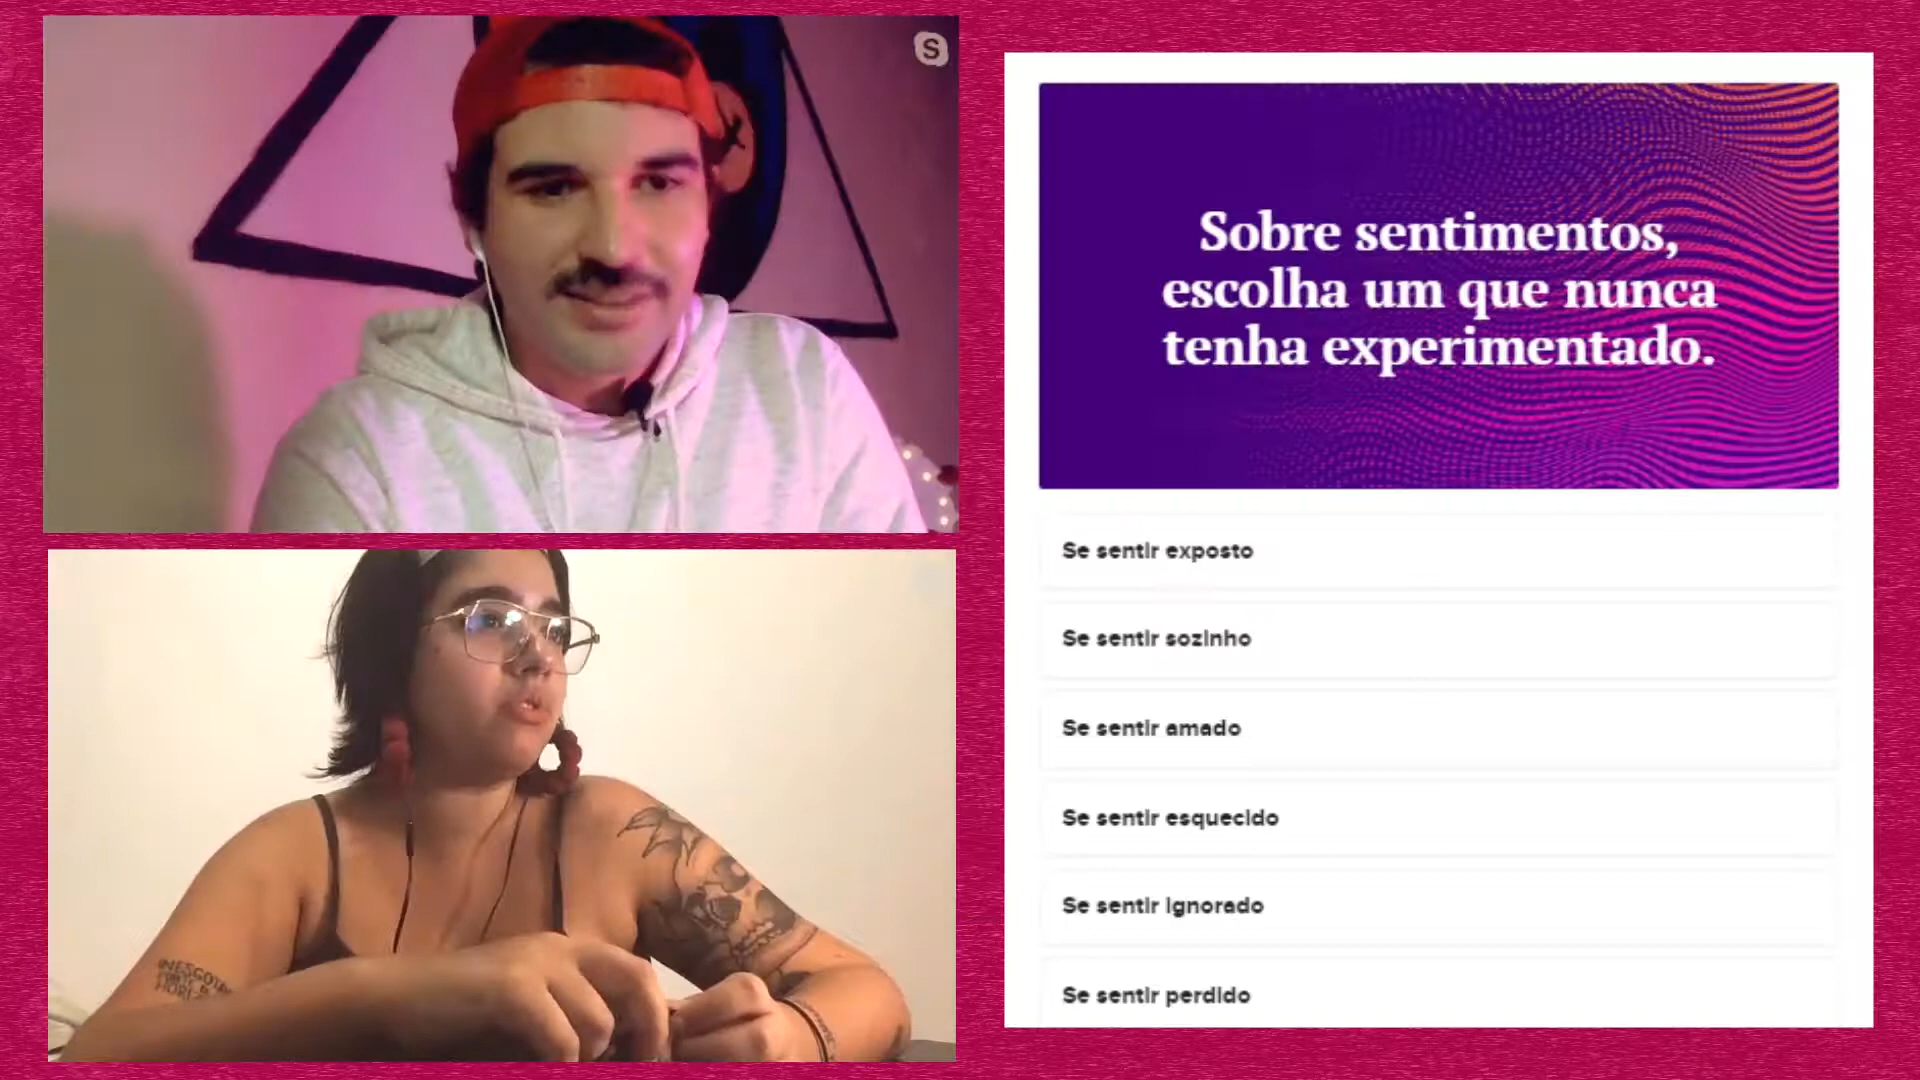 S
Sobre sentimentos,
escolha um que nunca
tenha experimentado.
Se sentir exposto
Se sentir sozinho
Se sentir amado
Se sentir esquecido
Se sentir ignorado
Se sentir perdido